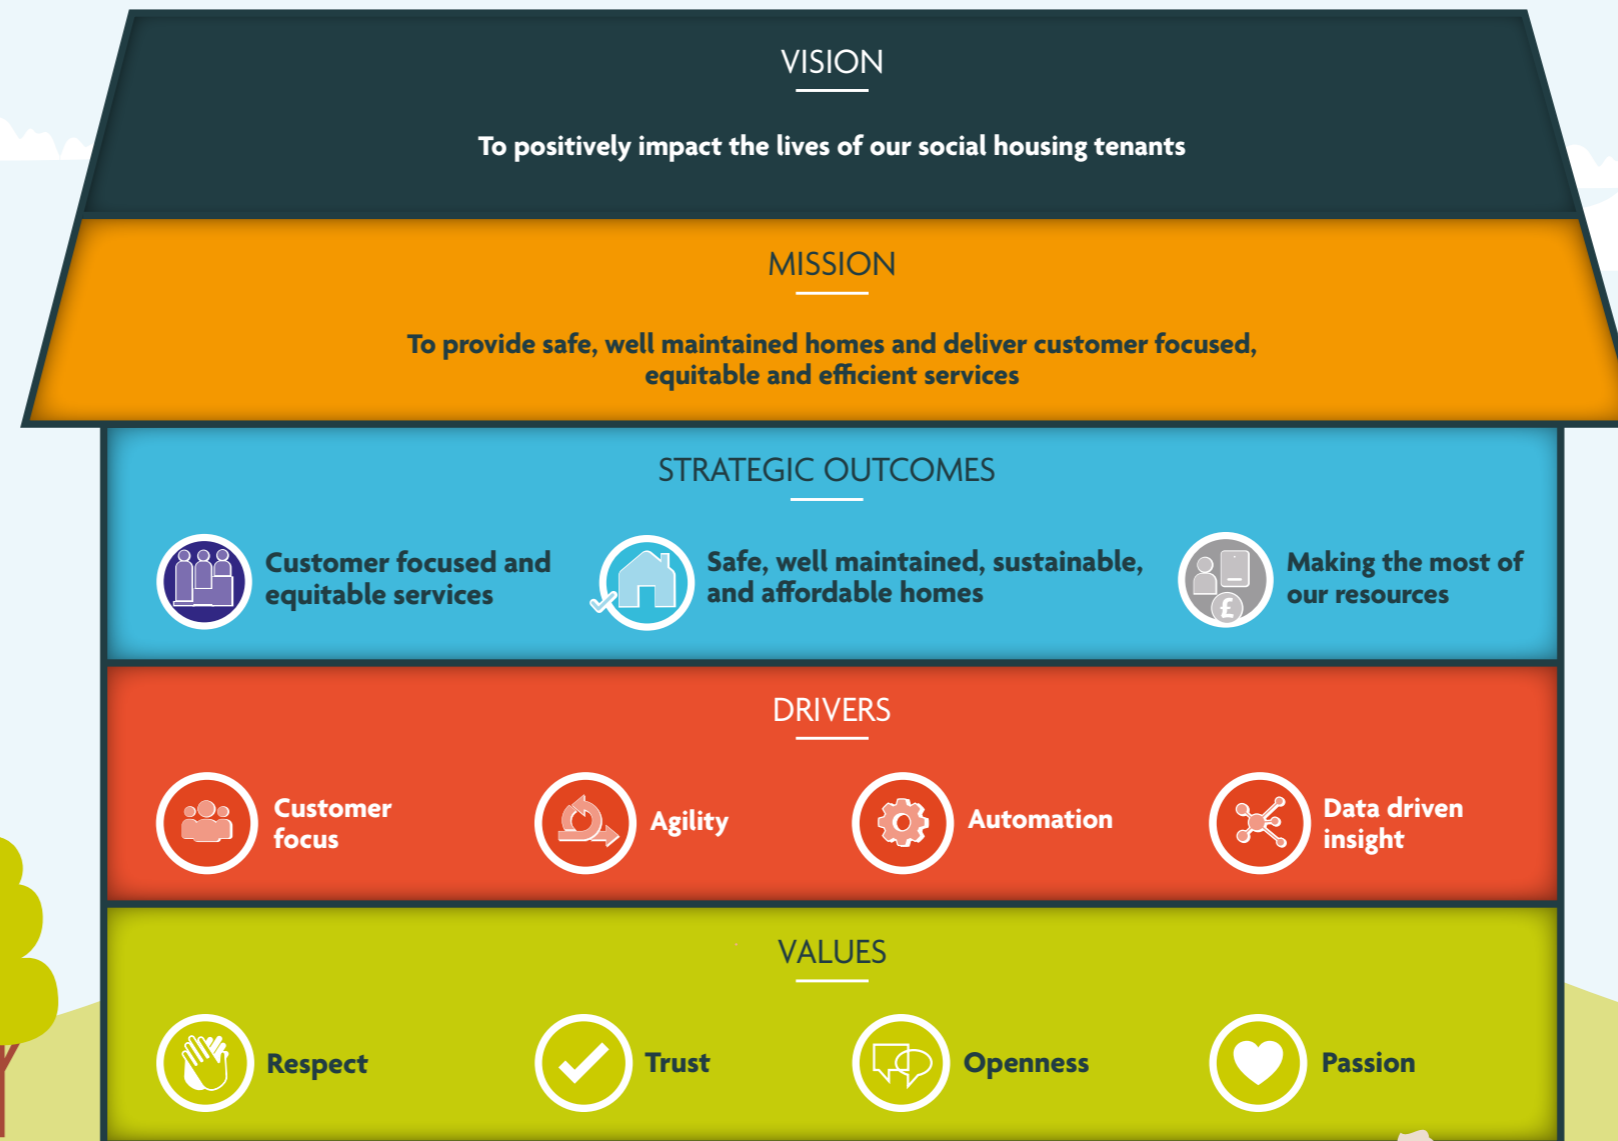 VISION
To positively impact the lives of our social housing tenants
MISSION
To provide safe, well maintained homes and deliver customer focused,
equitable and efficient services
STRATEGIC OUTCOMES
Customer focused and
equitable services
Safe, well maintained, sustainable,
and affordable homes
£
Making the most of
our resources
DRIVERS
Customer
focus
Agility
Automation
Data driven
insight
VALUES
Respect
Trust
Openness
Passion